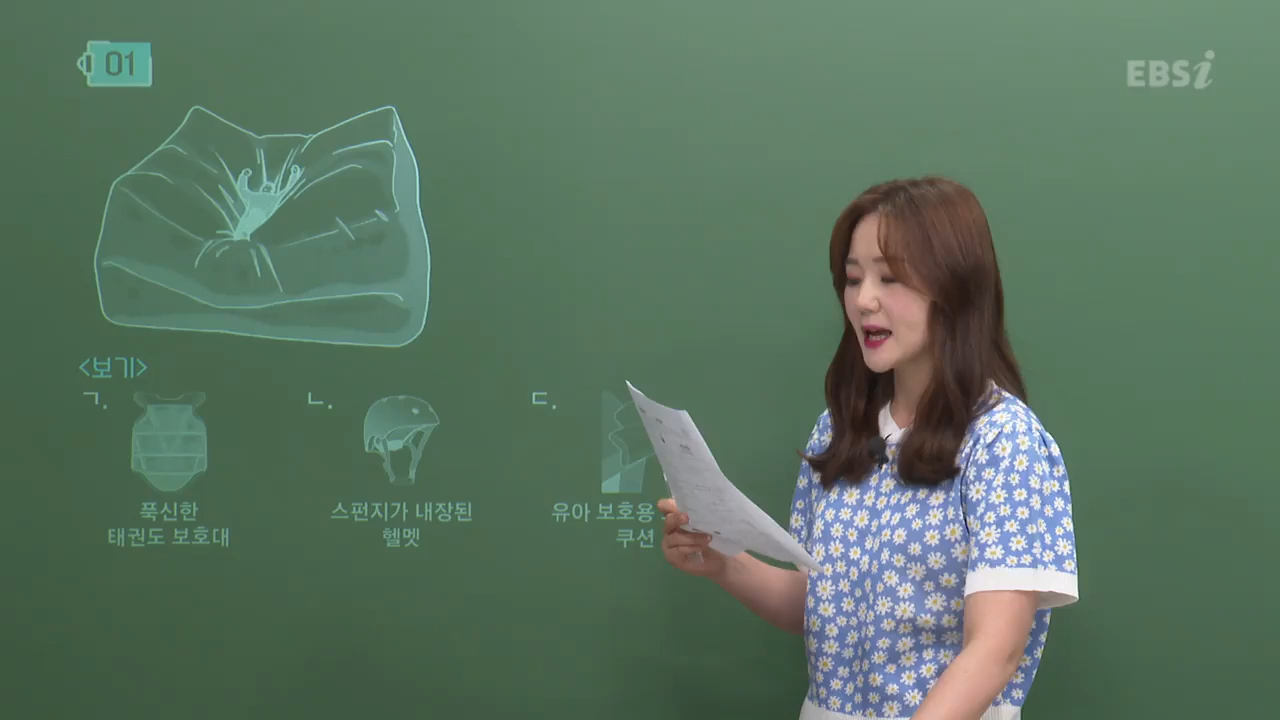 01
EBSi
<보기>
ㄱ. ㄴ. ㄷ.
푹신한
태권도 보호대
스펀지가 내장된
헬멧
유아 보호용
쿠션